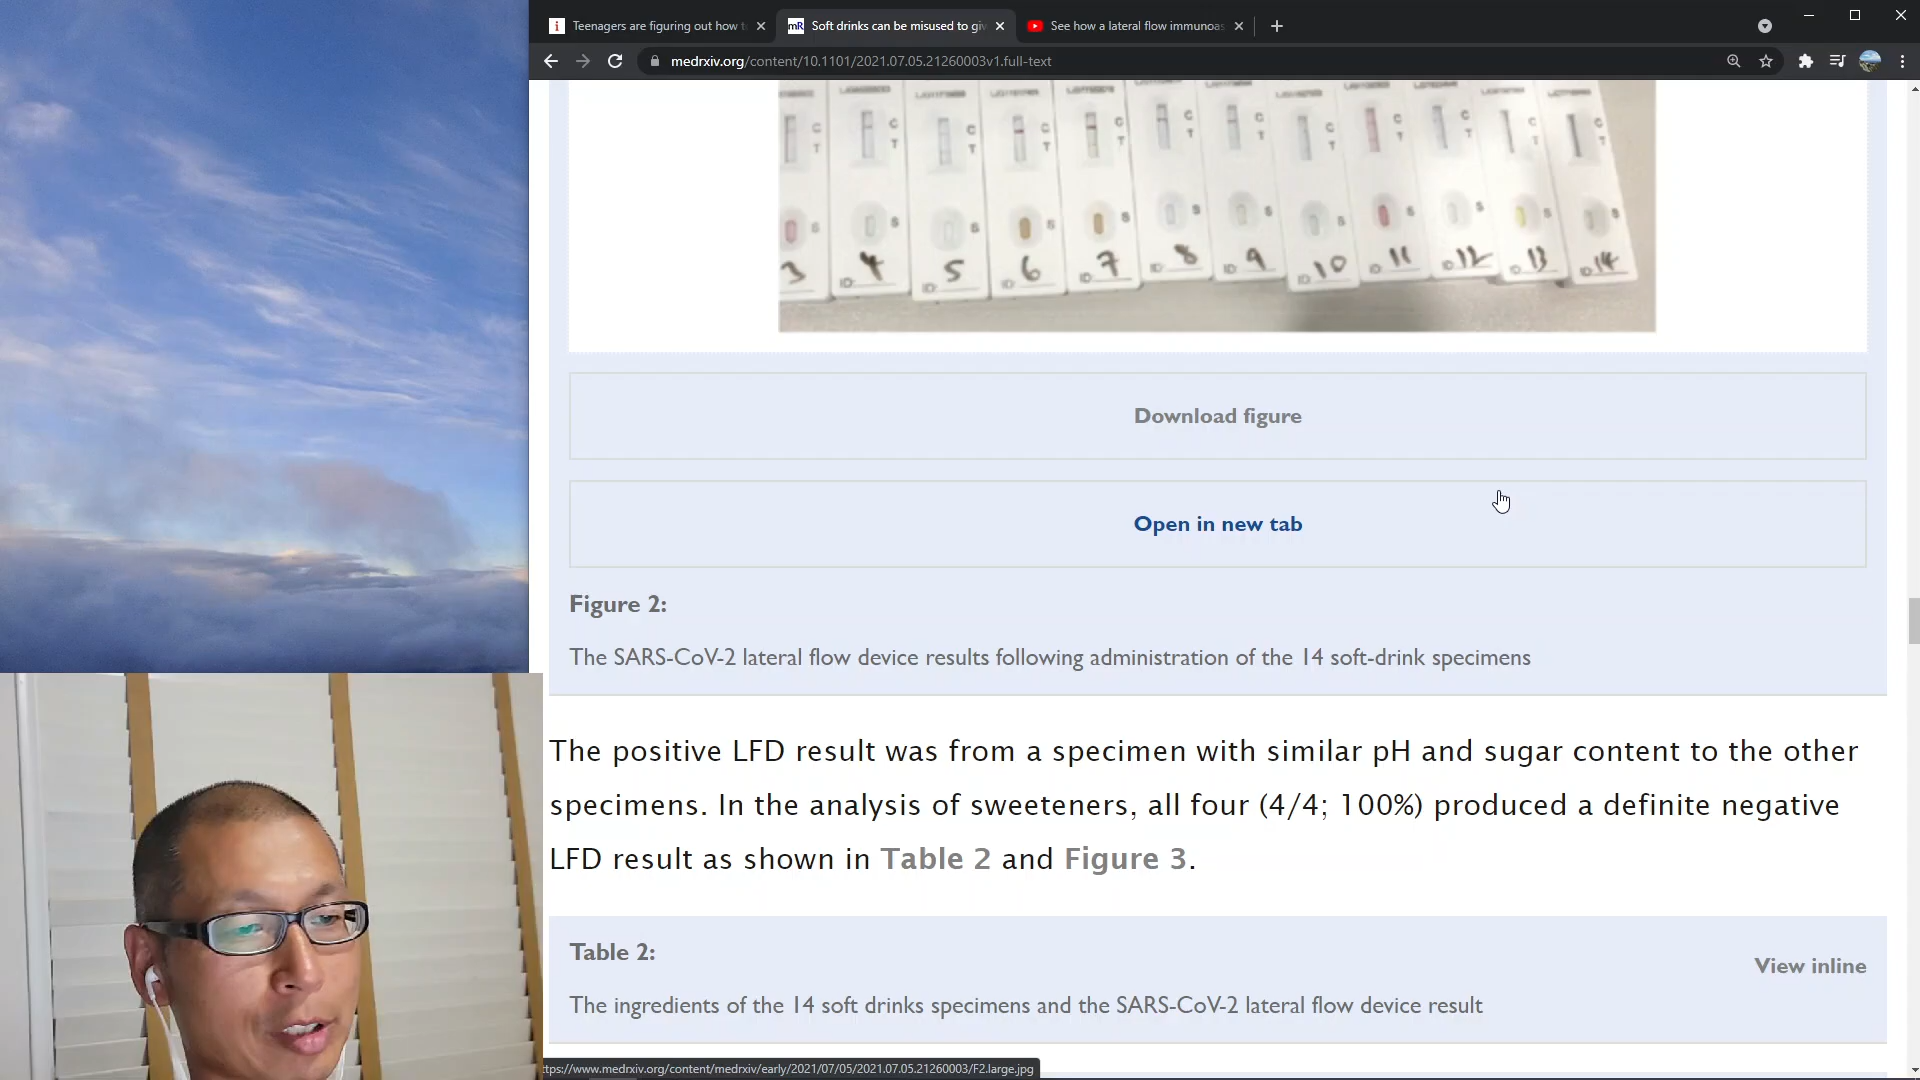 Teenagers are figuring out how t
Soft drinks can be misused to gi
See how a lateral flow immunoas
medrxiv.org/content/10.1101/2021.07.05.21260003v1.full-text
C
T
S
3
4
5
6
7
8
9
10
11
12
13
14
Download figure
Open in new tab
Figure 2:
The SARS-CoV-2 lateral flow device results following administration of the 14 soft-drink specimens
The positive LFD result was from a specimen with similar pH and sugar content to the other
specimens. In the analysis of sweeteners, all four (4/4; 100%) produced a definite negative
LFD result as shown in Table 2 and Figure 3.
Table 2:
View inline
The ingredients of the 14 soft drinks specimens and the SARS-CoV-2 lateral flow device result
ttps://www.medrxiv.org/content/medrxiv/early/2021/07/05/2021.07.05.21260003/F2.large.jpg